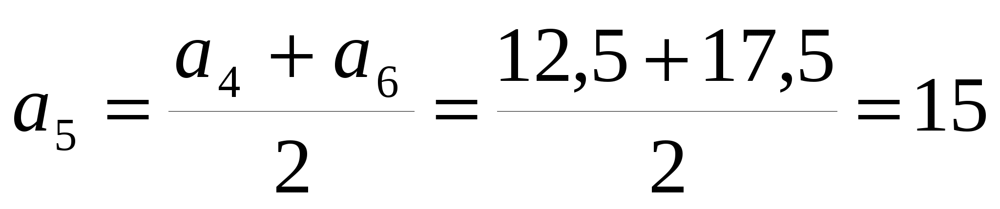 a₅ = (a₄ + a₆)/2 = (12,5 + 17,5)/2 = 15